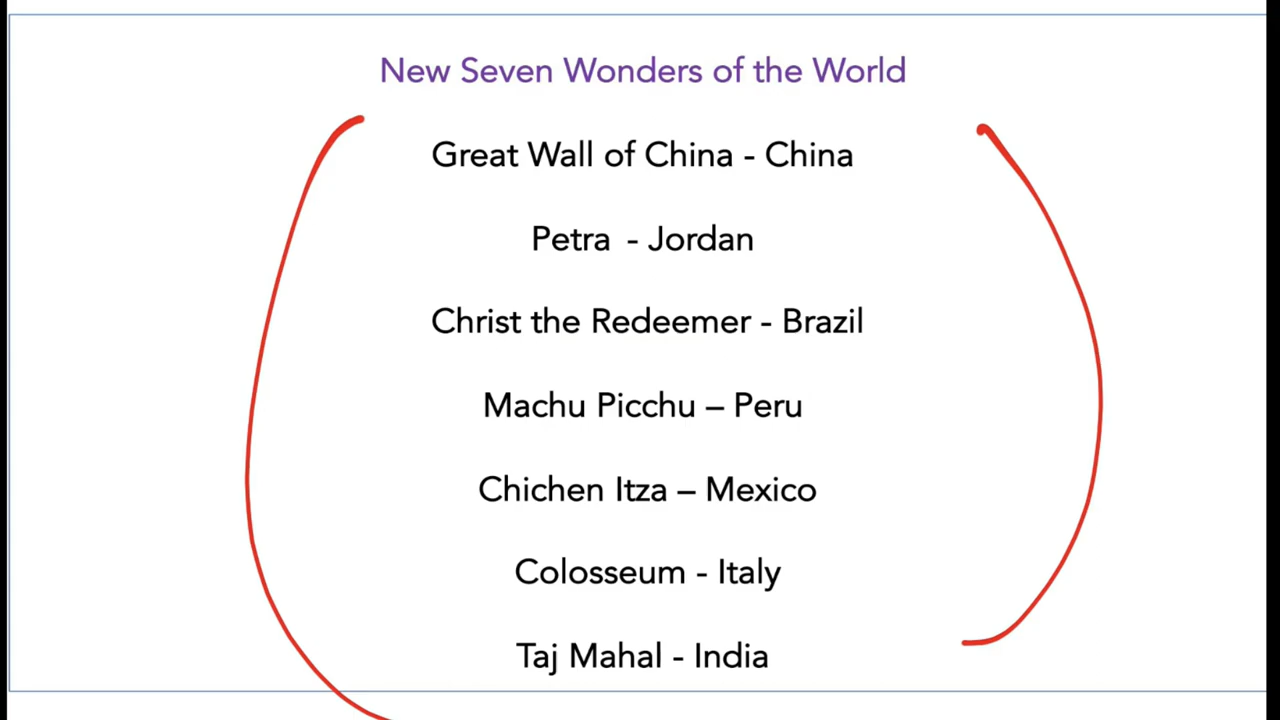 New Seven Wonders of the World
Great Wall of China - China
Petra - Jordan
Christ the Redeemer - Brazil
Machu Picchu – Peru
Chichen Itza – Mexico
Colosseum - Italy
Taj Mahal - India